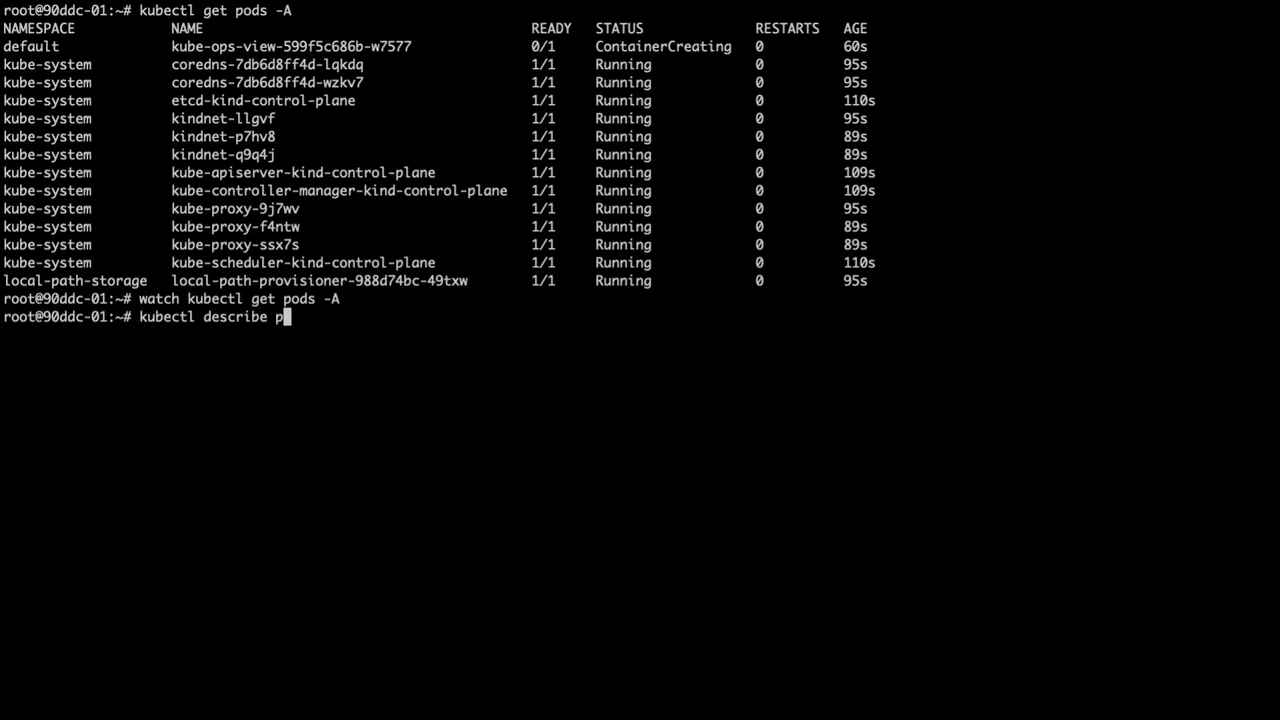 root@90ddc-01:~# kubectl get pods -A
NAMESPACE            NAME                                         READY   STATUS              RESTARTS   AGE
default              kube-ops-view-599f5c686b-w7577               0/1     ContainerCreating   0          60s
kube-system          coredns-7db6d8ff4d-lqkdq                     1/1     Running             0          95s
kube-system          coredns-7db6d8ff4d-wzkv7                     1/1     Running             0          95s
kube-system          etcd-kind-control-plane                      1/1     Running             0          110s
kube-system          kindnet-llgvf                                1/1     Running             0          95s
kube-system          kindnet-p7hv8                                1/1     Running             0          89s
kube-system          kindnet-q9q4j                                1/1     Running             0          89s
kube-system          kube-apiserver-kind-control-plane            1/1     Running             0          109s
kube-system          kube-controller-manager-kind-control-plane   1/1     Running             0          109s
kube-system          kube-proxy-9j7wv                             1/1     Running             0          95s
kube-system          kube-proxy-f4ntw                             1/1     Running             0          89s
kube-system          kube-proxy-ssx7s                             1/1     Running             0          89s
kube-system          kube-scheduler-kind-control-plane            1/1     Running             0          110s
local-path-storage   local-path-provisioner-988d74bc-49txw        1/1     Running             0          95s
root@90ddc-01:~# watch kubectl get pods -A
root@90ddc-01:~# kubectl describe p